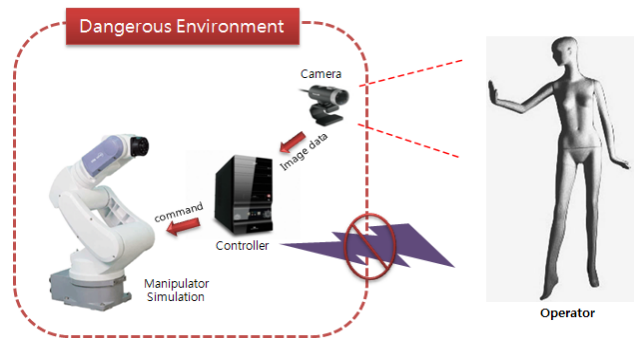 Dangerous Environment
Camera
Image data
command
Controller
Manipulator
Simulation
Operator